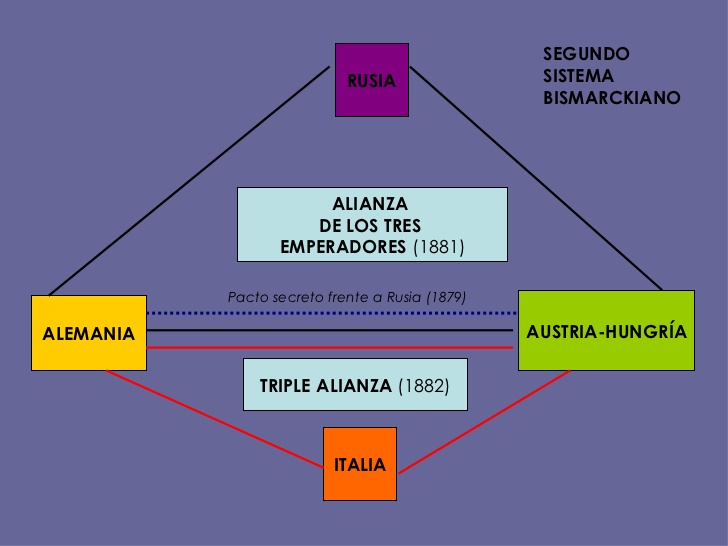 SEGUNDO
SISTEMA
BISMARCKIANO
RUSIA
ALIANZA
DE LOS TRES
EMPERADORES (1881)
Pacto secreto frente a Rusia (1879)
ALEMANIA
AUSTRIA-HUNGRÍA
TRIPLE ALIANZA (1882)
ITALIA